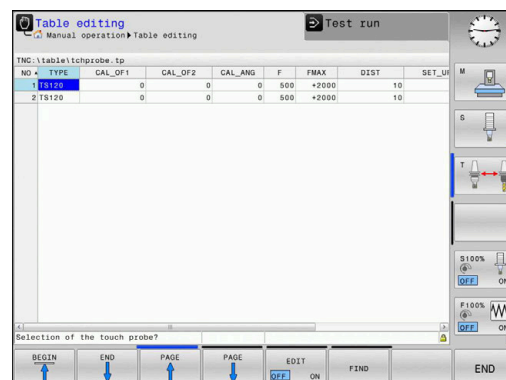 Table editing
Manual operation Table editing
Test run
TNC:\table\tchprobe.tp
NO TYPE CAL_OF1 CAL_OF2 CAL_ANG F FMAX DIST SET_U
1 TS120 0 0 0 500 +2000 10
2 TS120 0 0 0 500 +2000 10
Selection of the touch probe?
M
S
T
S100%
OFF ON
F100%
OFF ON
BEGIN END PAGE PAGE EDIT FIND END
OFF ON